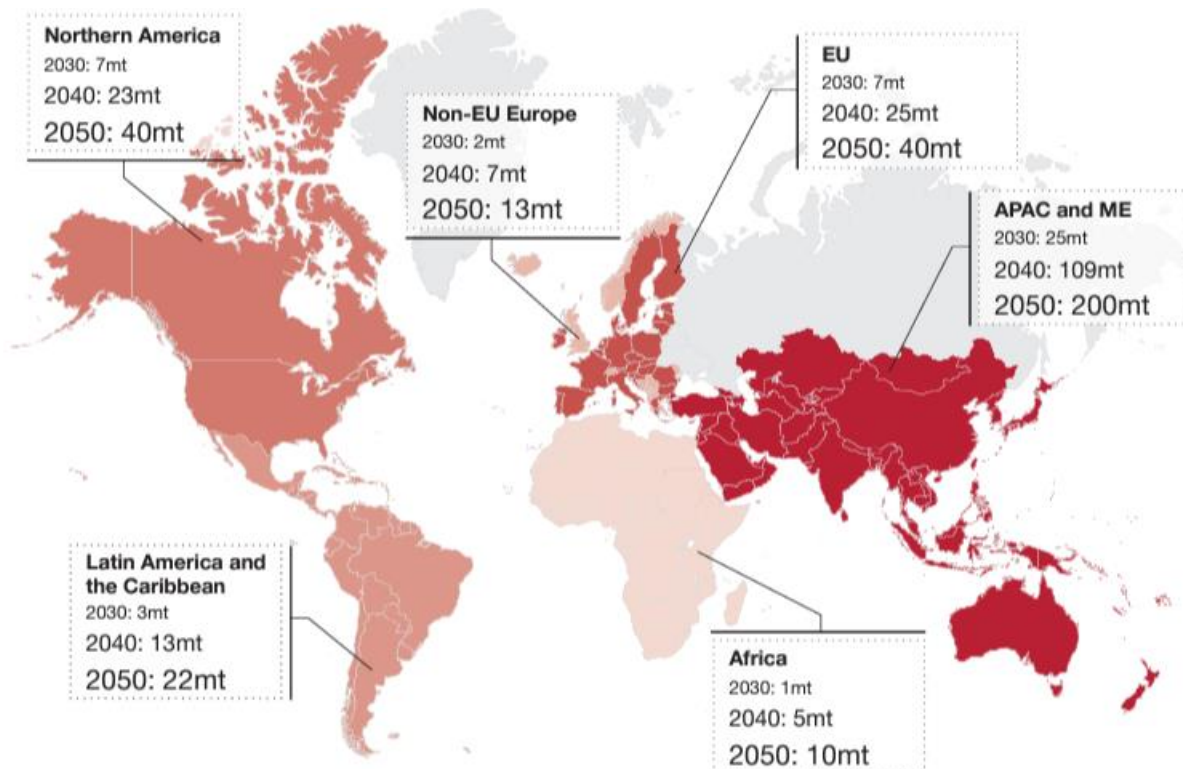 Northern America
2030: 7mt
2040: 23mt
2050: 40mt
Non-EU Europe
2030: 2mt
2040: 7mt
2050: 13mt
EU
2030: 7mt
2040: 25mt
2050: 40mt
APAC and ME
2030: 25mt
2040: 109mt
2050: 200mt
Latin America and
the Caribbean
2030: 3mt
2040: 13mt
2050: 22mt
Africa
2030: 1mt
2040: 5mt
2050: 10mt